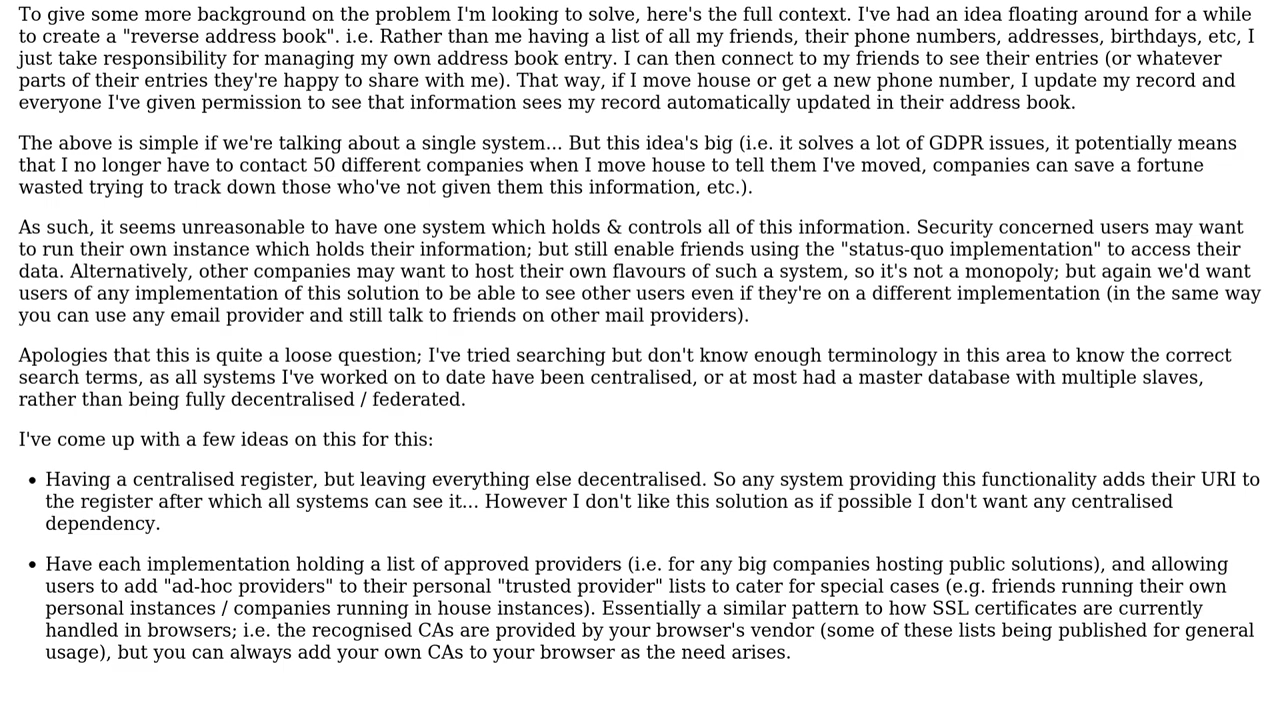 To give some more background on the problem I'm looking to solve, here's the full context. I've had an idea floating around for a while
to create a "reverse address book". i.e. Rather than me having a list of all my friends, their phone numbers, addresses, birthdays, etc, I
just take responsibility for managing my own address book entry. I can then connect to my friends to see their entries (or whatever
parts of their entries they're happy to share with me). That way, if I move house or get a new phone number, I update my record and
everyone I've given permission to see that information sees my record automatically updated in their address book.
The above is simple if we're talking about a single system... But this idea's big (i.e. it solves a lot of GDPR issues, it potentially means
that I no longer have to contact 50 different companies when I move house to tell them I've moved, companies can save a fortune
wasted trying to track down those who've not given them this information, etc.).
As such, it seems unreasonable to have one system which holds & controls all of this information. Security concerned users may want
to run their own instance which holds their information; but still enable friends using the "status-quo implementation" to access their
data. Alternatively, other companies may want to host their own flavours of such a system, so it's not a monopoly; but again we'd want
users of any implementation of this solution to be able to see other users even if they're on a different implementation (in the same way
you can use any email provider and still talk to friends on other mail providers).
Apologies that this is quite a loose question; I've tried searching but don't know enough terminology in this area to know the correct
search terms, as all systems I've worked on to date have been centralised, or at most had a master database with multiple slaves,
rather than being fully decentralised / federated.
I've come up with a few ideas on this for this:
• Having a centralised register, but leaving everything else decentralised. So any system providing this functionality adds their URI to
the register after which all systems can see it... However I don't like this solution as if possible I don't want any centralised
dependency.
• Have each implementation holding a list of approved providers (i.e. for any big companies hosting public solutions), and allowing
users to add "ad-hoc providers" to their personal "trusted provider" lists to cater for special cases (e.g. friends running their own
personal instances / companies running in house instances). Essentially a similar pattern to how SSL certificates are currently
handled in browsers; i.e. the recognised CAs are provided by your browser's vendor (some of these lists being published for general
usage), but you can always add your own CAs to your browser as the need arises.